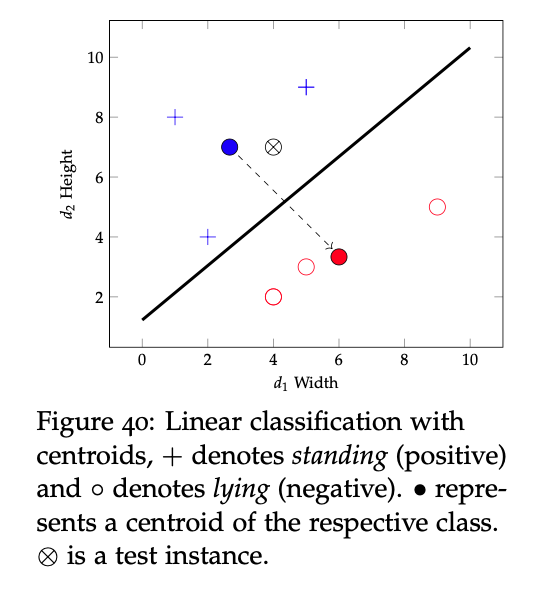 10
8
6
4
2
d₂ Height
0 2 4 6 8 10
d₁ Width
Figure 40: Linear classification with
centroids, + denotes standing (positive)
and ∘ denotes lying (negative). • repre-
sents a centroid of the respective class.
⊗ is a test instance.